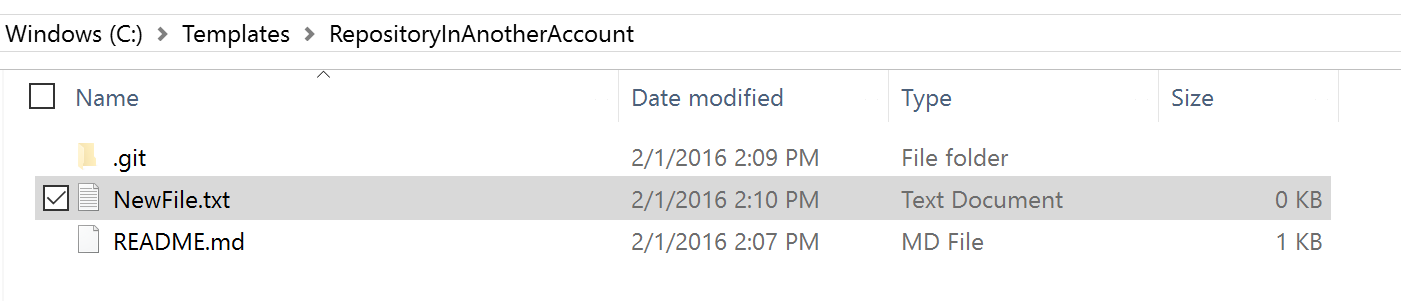 Windows (C:) > Templates > RepositoryInAnotherAccount
Name Date modified Type Size
.git 2/1/2016 2:09 PM File folder
NewFile.txt 2/1/2016 2:10 PM Text Document 0 KB
README.md 2/1/2016 2:07 PM MD File 1 KB